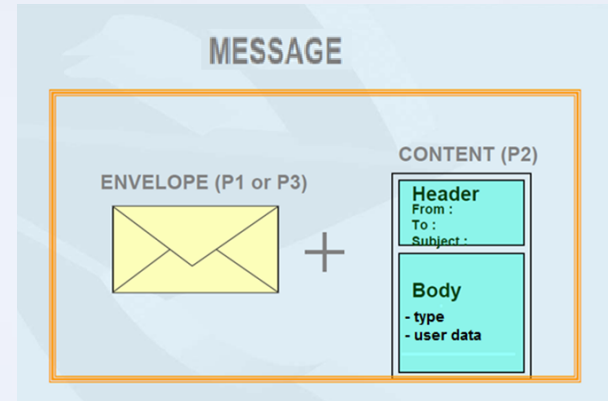 MESSAGE
CONTENT (P2)
ENVELOPE (P1 or P3)
Header
From :
To :
Subject :
+
Body
- type
- user data